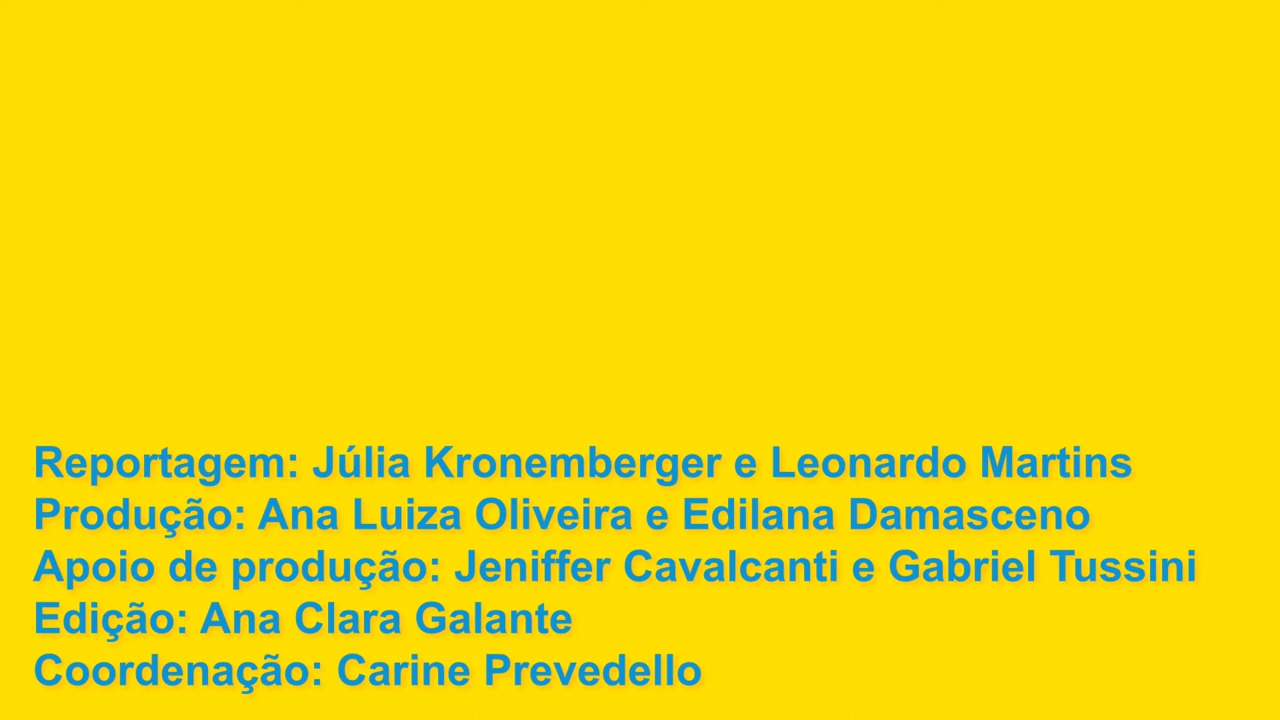 Reportagem: Júlia Kronemberger e Leonardo Martins
Produção: Ana Luiza Oliveira e Edilana Damasceno
Apoio de produção: Jeniffer Cavalcanti e Gabriel Tussini
Edição: Ana Clara Galante
Coordenação: Carine Prevedello